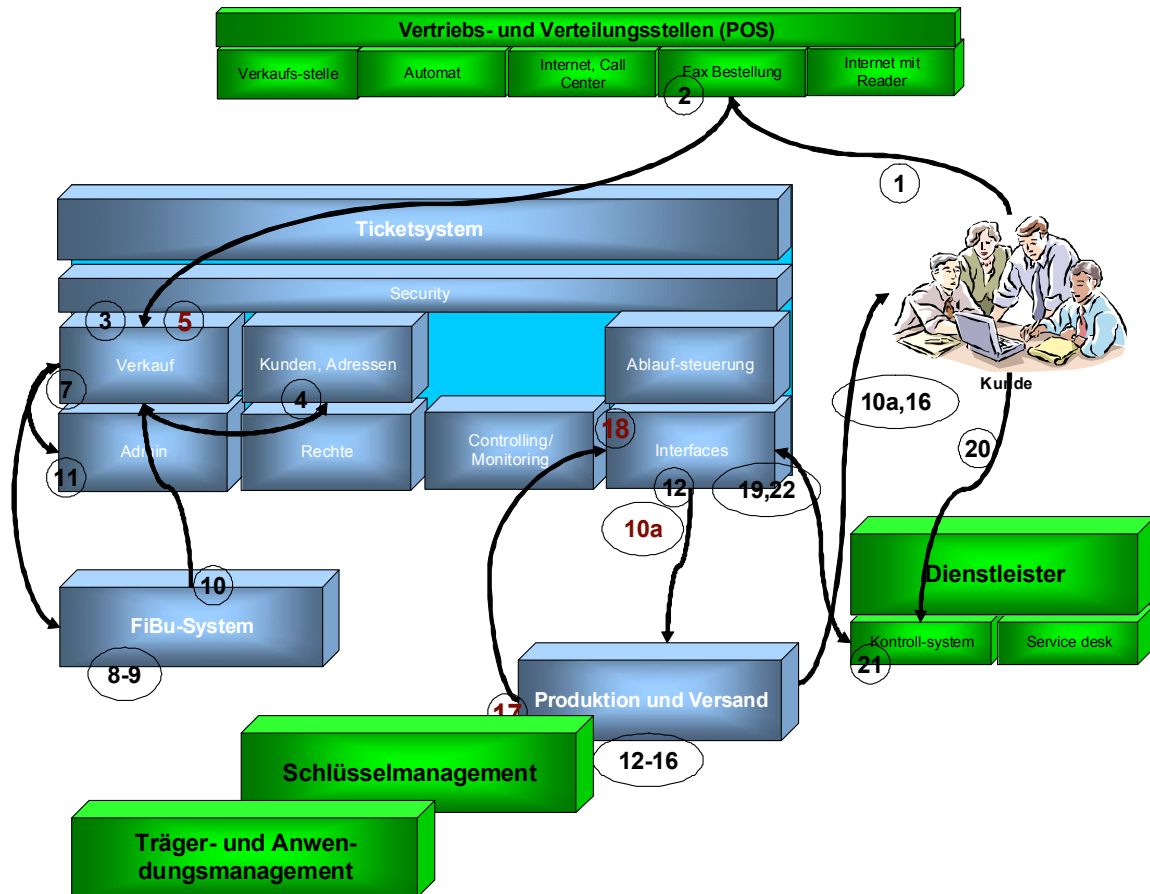 Vertriebs- und Verteilungsstellen (POS)
Verkaufs-stelle
Automat
Internet, Call
Center
Fax Bestellung
Internet mit
Reader
2
1
Ticketsystem
Security
3
5
Verkauf
Kunden, Adressen
Ablauf-steuerung
7
4
Kunde
10a,16
Admin
Rechte
Controlling/
Monitoring
18
Interfaces
20
11
12
19,22
10a
10
FiBu-System
8-9
Dienstleister
Kontroll-system
Service desk
21
Produktion und Versand
17
12-16
Schlüsselmanagement
Träger- und Anwen-
dungsmanagement